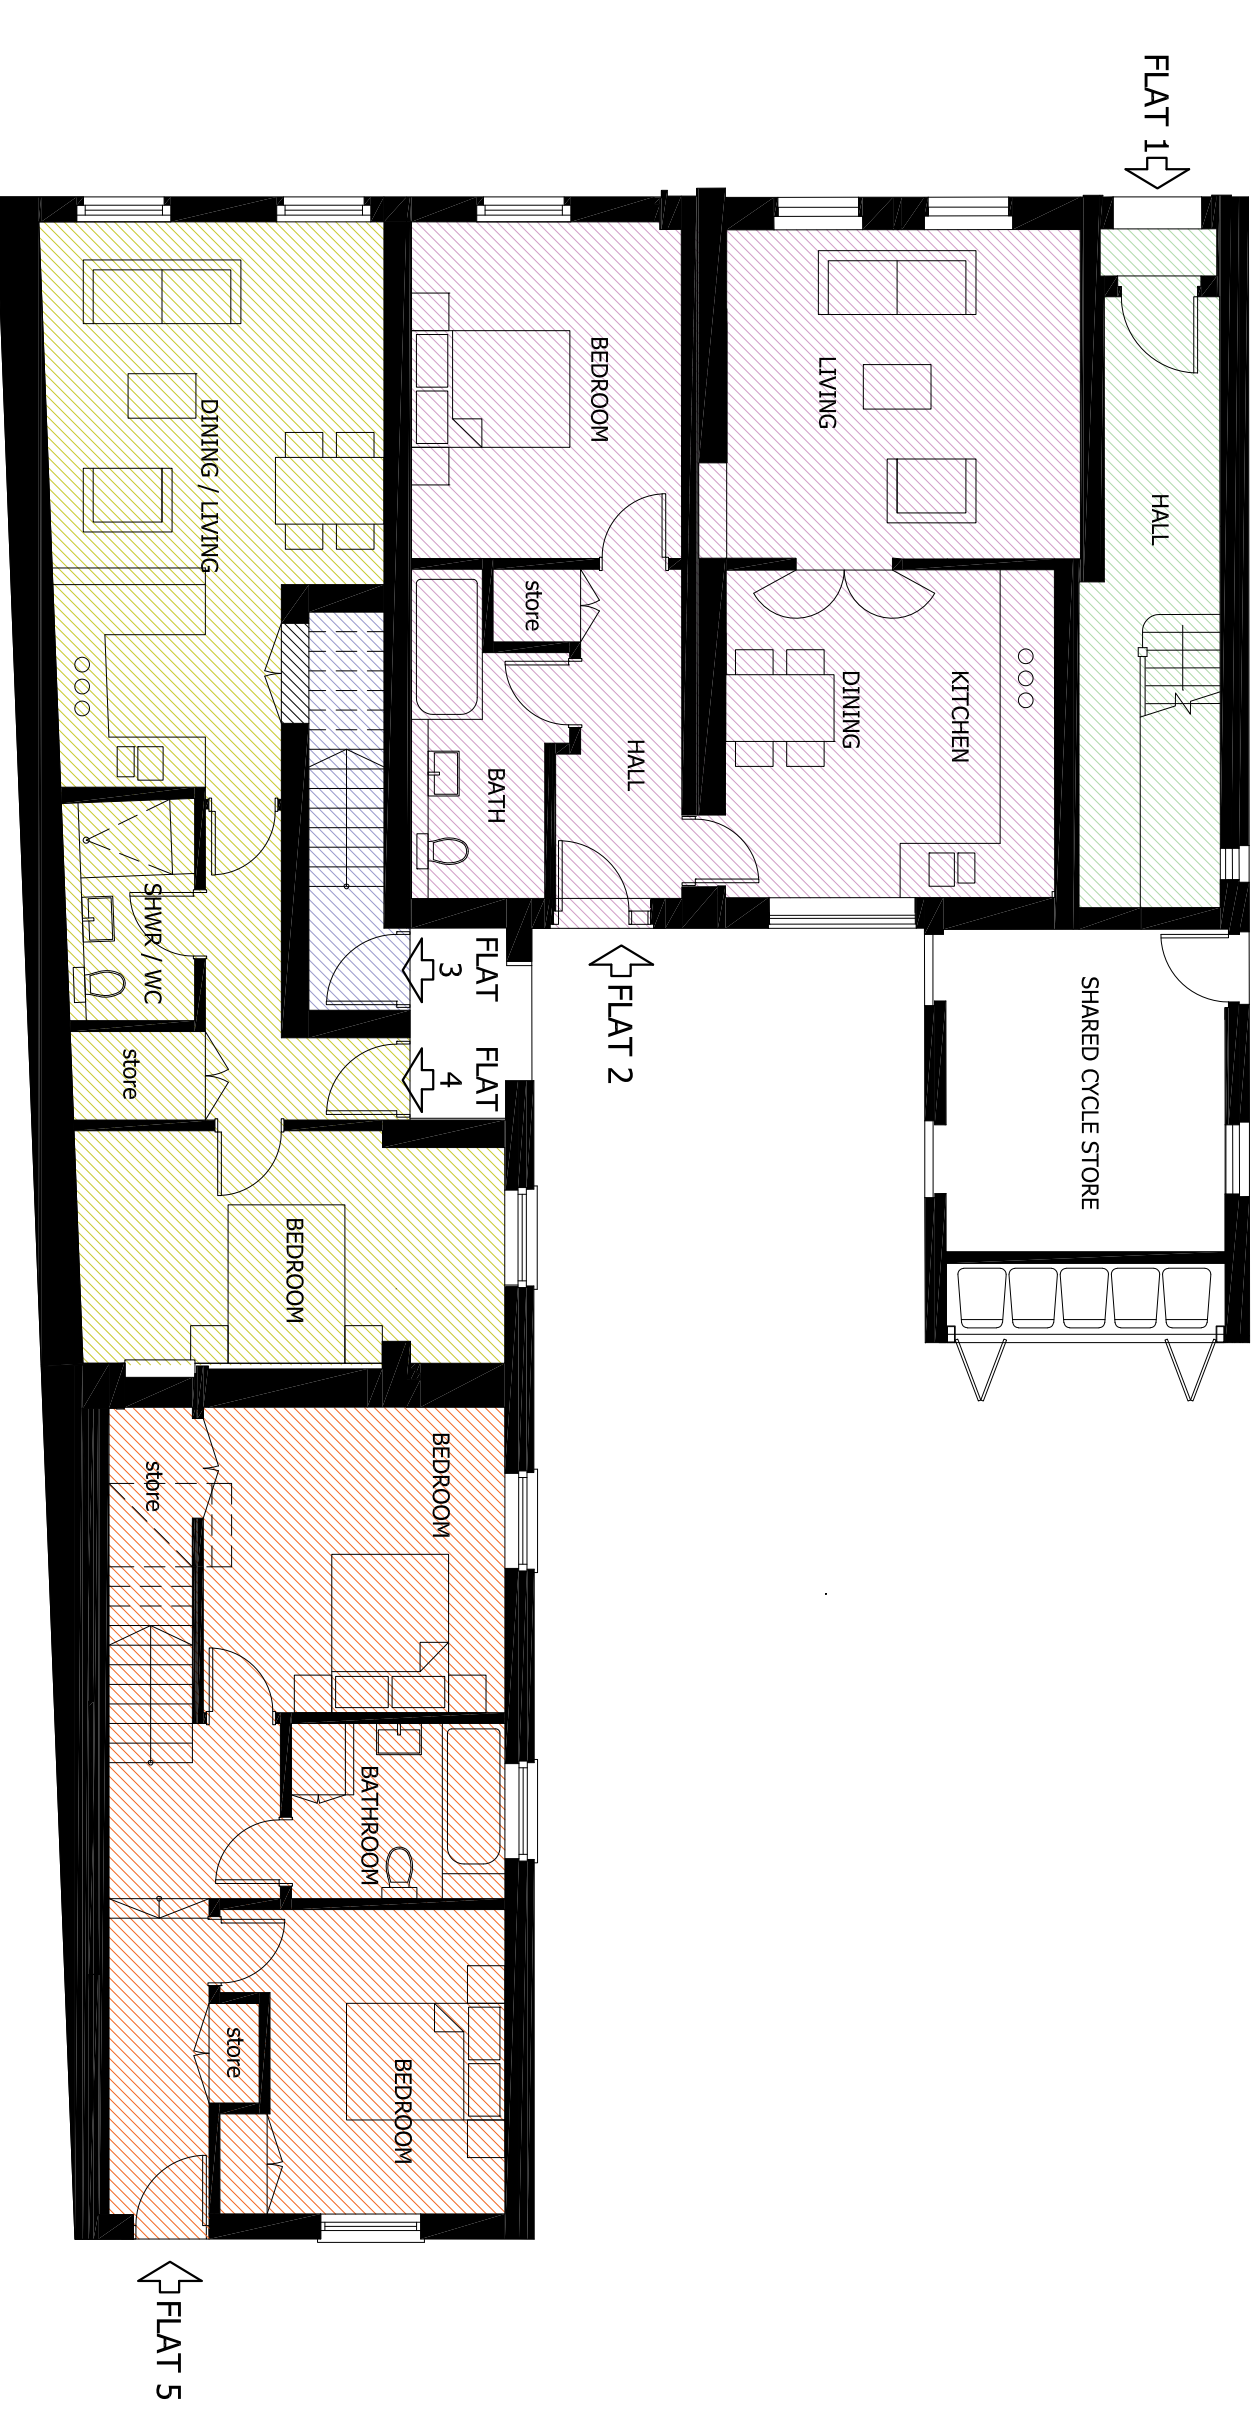 FLAT 1
HALL
LIVING
KITCHEN
DINING
BEDROOM
store
HALL
BATH
DINING / LIVING
SHWR / WC
store
FLAT
3
FLAT
4
FLAT 2
SHARED CYCLE STORE
BEDROOM
BEDROOM
store
BATHROOM
store
BEDROOM
FLAT 5